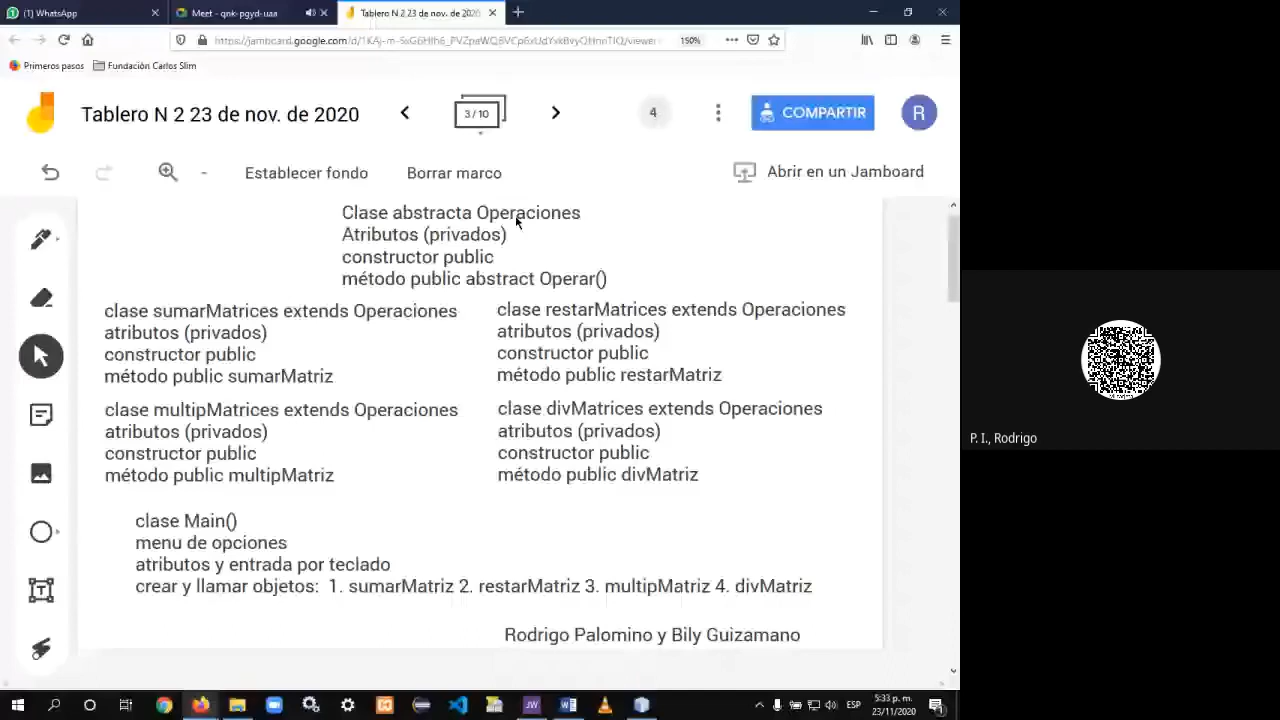 (1) WhatsApp
Meet - qnk-pgyd-uaa
Tablero N 2 23 de nov. de 2020
150%
Primeros pasos
Fundación Carlos Slim
Tablero N 2 23 de nov. de 2020
3 / 10
4
COMPARTIR
R
Establecer fondo
Borrar marco
Abrir en un Jamboard
Clase abstracta Operaciones
Atributos (privados)
constructor public
método public abstract Operar()
clase sumarMatrices extends Operaciones
atributos (privados)
constructor public
método public sumarMatriz
clase restarMatrices extends Operaciones
atributos (privados)
constructor public
método public restarMatriz
clase multipMatrices extends Operaciones
atributos (privados)
constructor public
método public multipMatriz
clase divMatrices extends Operaciones
atributos (privados)
constructor public
método public divMatriz
clase Main()
menu de opciones
atributos y entrada por teclado
crear y llamar objetos: 1. sumarMatriz 2. restarMatriz 3. multipMatriz 4. divMatriz
Rodrigo Palomino y Bily Guizamano
P. I., Rodrigo
JW
ESP
5:33 p. m.
23/11/2020